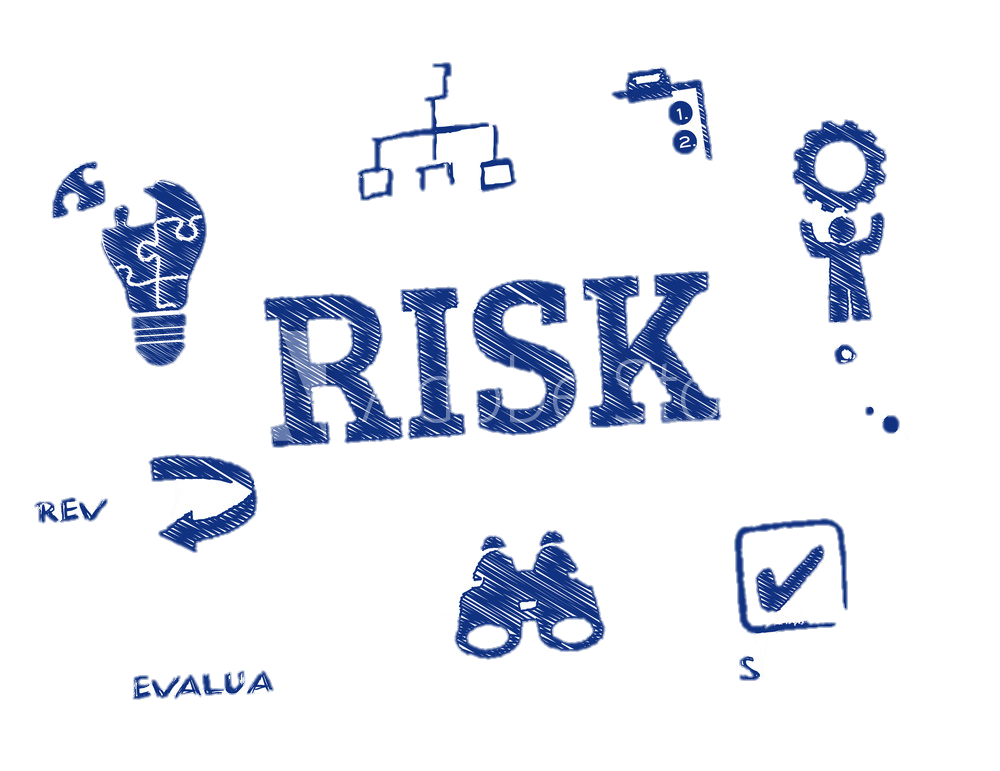 1.
2.
RISK
REV
EVALUA
S